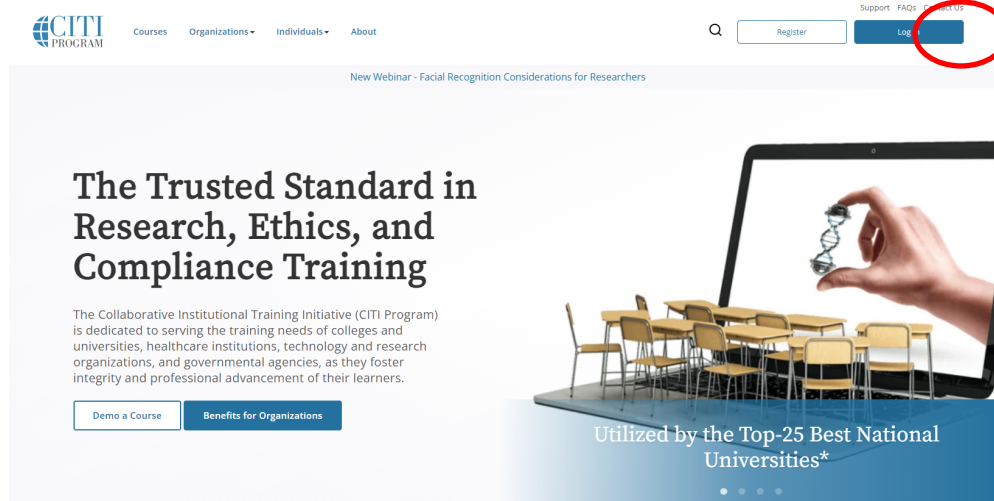 Support FAQs Contact Us
CITI
PROGRAM
Courses Organizations Individuals About
Register
New Webinar - Facial Recognition Considerations for Researchers
The Trusted Standard in
Research, Ethics, and
Compliance Training
The Collaborative Institutional Training Initiative (CITI Program)
is dedicated to serving the training needs of colleges and
universities, healthcare institutions, technology and research
organizations, and governmental agencies, as they foster
integrity and professional advancement of their learners.
Demo a Course Benefits for Organizations
Utilized by the Top-25 Best National
Universities*